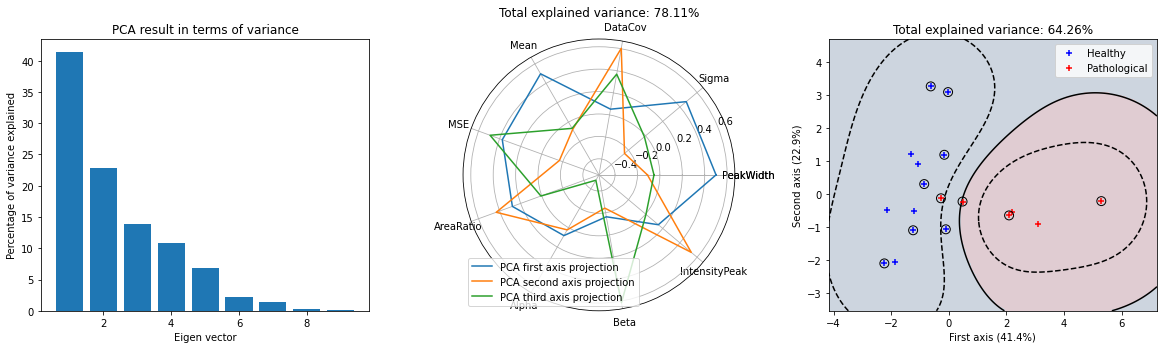 PCA result in terms of variance
Percentage of variance explained
40
35
30
25
20
15
10
5
0
2
4
6
8
Eigen vector
Total explained variance: 78.11%
DataCov
Mean
Sigma
MSE
PeakWidth
AreaRatio
IntensityPeak
Alpha
Beta
−0.4
−0.2
0.0
0.2
0.4
0.6
PCA first axis projection
PCA second axis projection
PCA third axis projection
Total explained variance: 64.26%
Healthy
Pathological
Second axis (22.9%)
4
3
2
1
0
−1
−2
−3
−4
−2
0
2
4
6
First axis (41.4%)